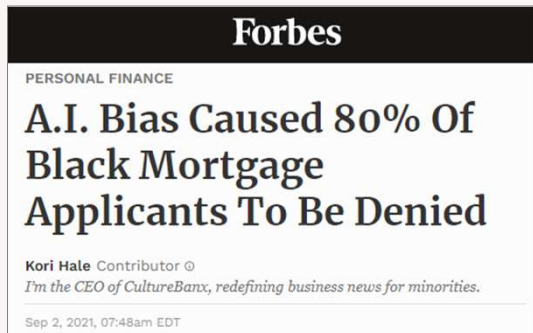 Forbes
PERSONAL FINANCE
A.I. Bias Caused 80% Of
Black Mortgage
Applicants To Be Denied
Kori Hale Contributor
I'm the CEO of CultureBanx, redefining business news for minorities.
Sep 2, 2021, 07:48am EDT